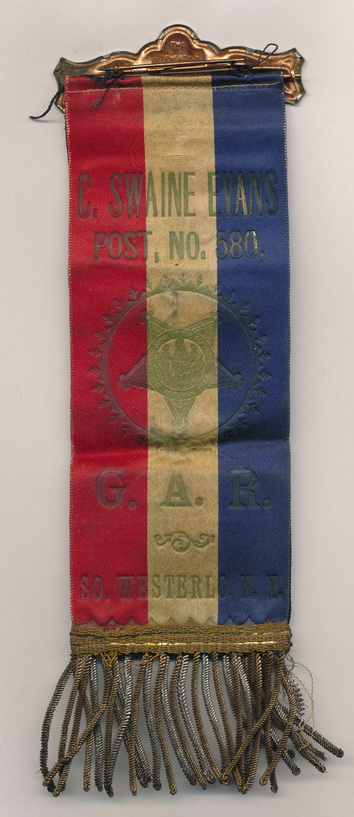 C. SWAINE EVANS
POST, NO. 580,
G. A. R.
SO. WESTERLO, N. Y.